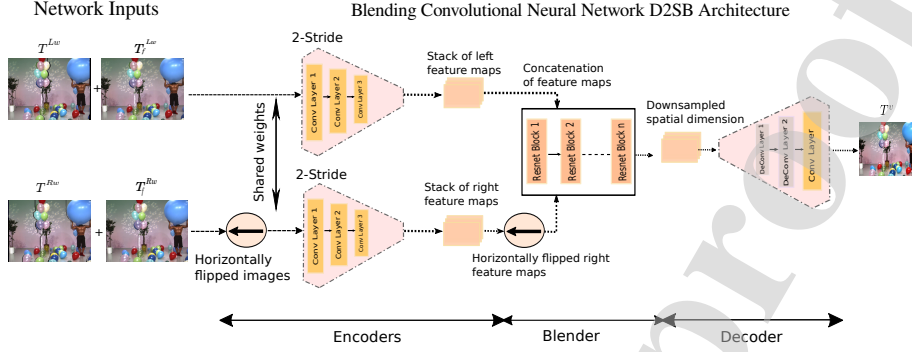 Network Inputs
Blending Convolutional Neural Network D2SB Architecture
T^{Lw}
T_f^{Lw}
+
2-Stride
Conv Layer 1
Conv Layer 2
Conv Layer 3
Stack of left
feature maps
Concatenation
of feature maps
Resnet Block 1
Resnet Block 2
Resnet Block n
Downsampled
spatial dimension
DeConv Layer 1
DeConv Layer 2
Conv Layer
T^v
Shared weights
T^{Rw}
T_f^{Rw}
+
Horizontally
flipped images
2-Stride
Conv Layer 1
Conv Layer 2
Conv Layer 3
Stack of right
feature maps
Horizontally flipped right
feature maps
Encoders
Blender
Decoder